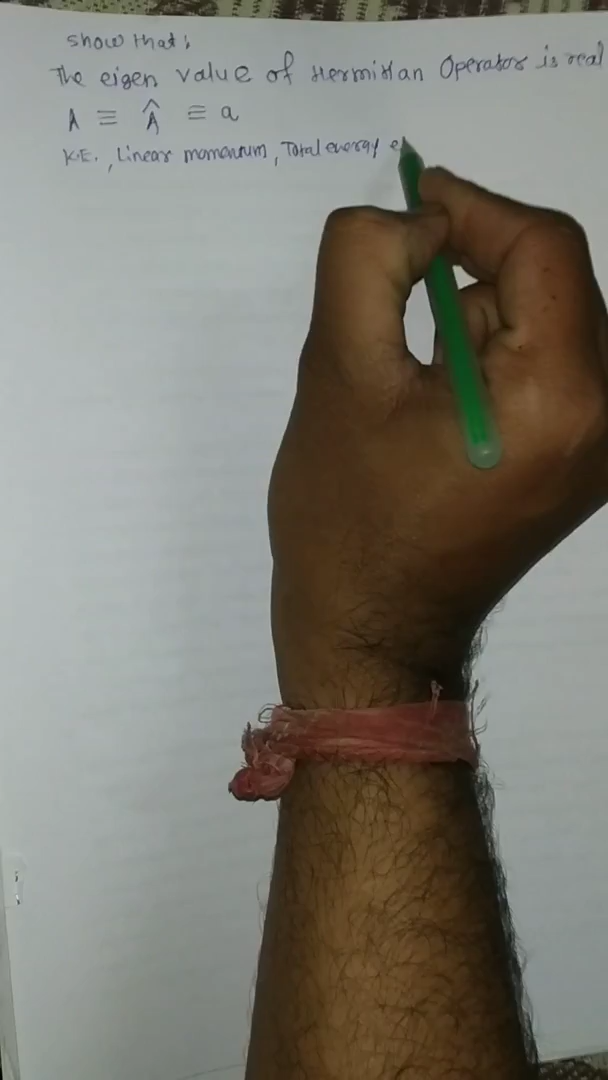 show that;
The eigen value of Hermitian Operator is real
A ≡ Â ≡ a
K.E., Linear momentum, Total energy e